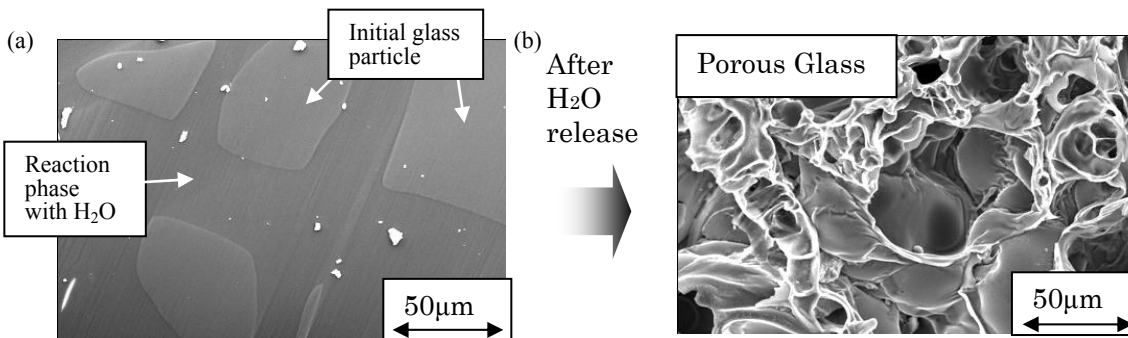 (a)
Initial glass
particle
Reaction
phase
with H₂O
50μm
(b)
After
H₂O
release
Porous Glass
50μm